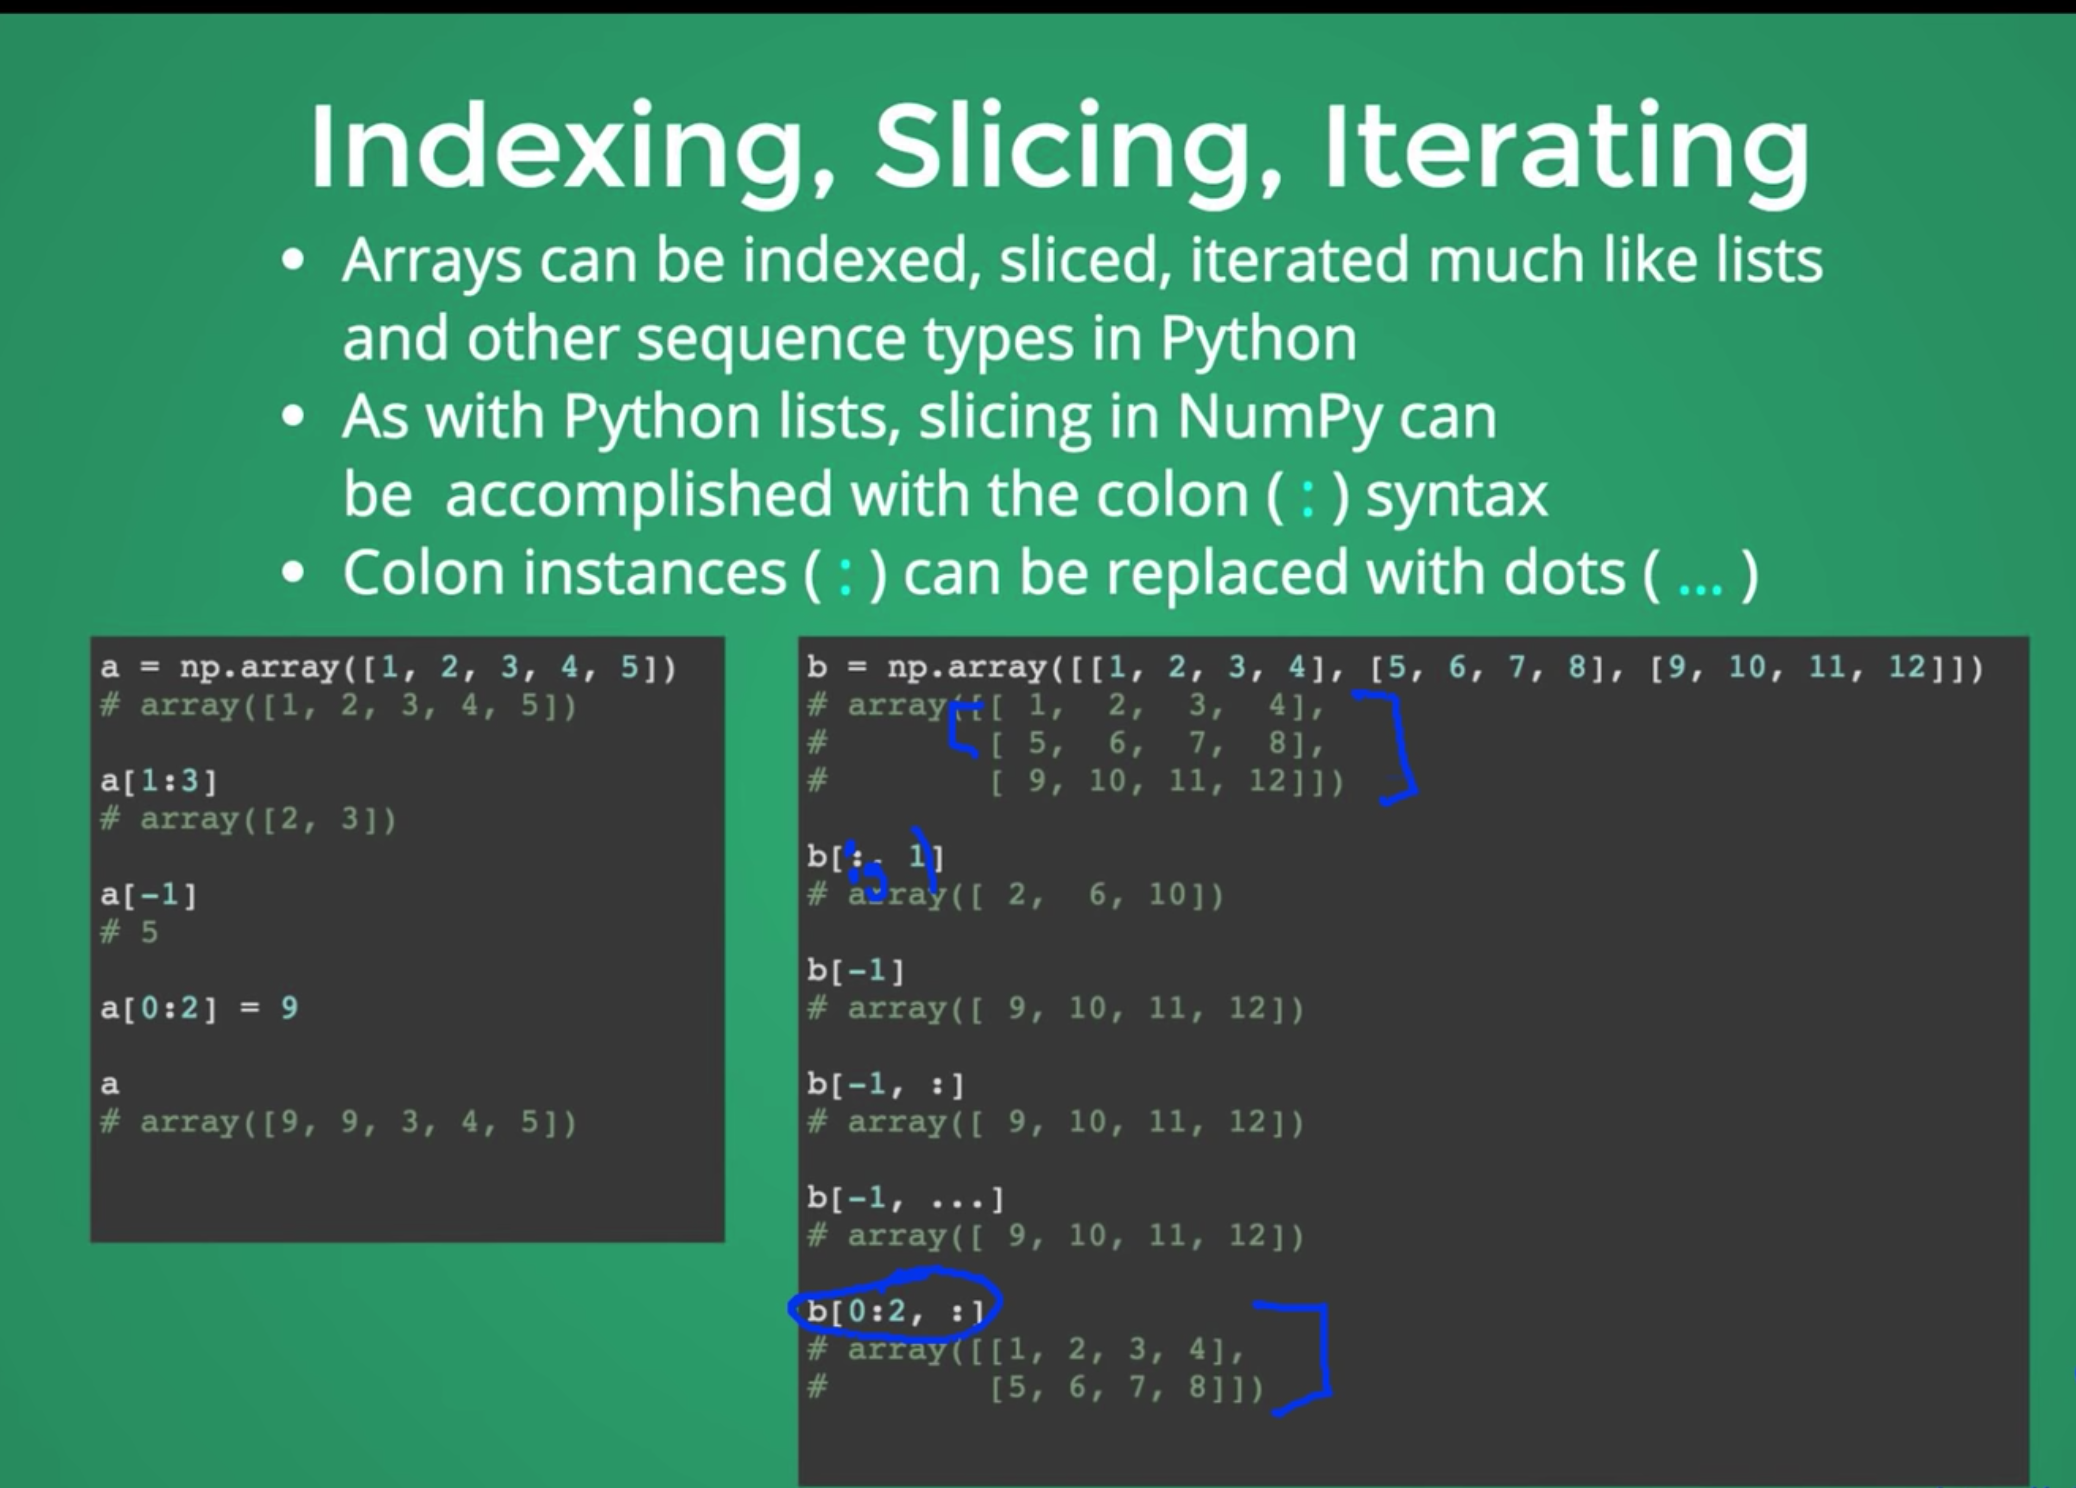 Indexing, Slicing, Iterating
• Arrays can be indexed, sliced, iterated much like lists
and other sequence types in Python
• As with Python lists, slicing in NumPy can
be accomplished with the colon ( : ) syntax
• Colon instances ( : ) can be replaced with dots ( ... )
a = np.array([1, 2, 3, 4, 5])
# array([1, 2, 3, 4, 5])
a[1:3]
# array([2, 3])
a[-1]
# 5
a[0:2] = 9
a
# array([9, 9, 3, 4, 5])
b = np.array([[1, 2, 3, 4], [5, 6, 7, 8], [9, 10, 11, 12]])
# array([[ 1, 2, 3, 4],
# [ 5, 6, 7, 8],
# [ 9, 10, 11, 12]])
b[:, 1]
# array([ 2, 6, 10])
b[-1]
# array([ 9, 10, 11, 12])
b[-1, :]
# array([ 9, 10, 11, 12])
b[-1, ...]
# array([ 9, 10, 11, 12])
b[0:2, :]
# array([[1, 2, 3, 4],
# [5, 6, 7, 8]])